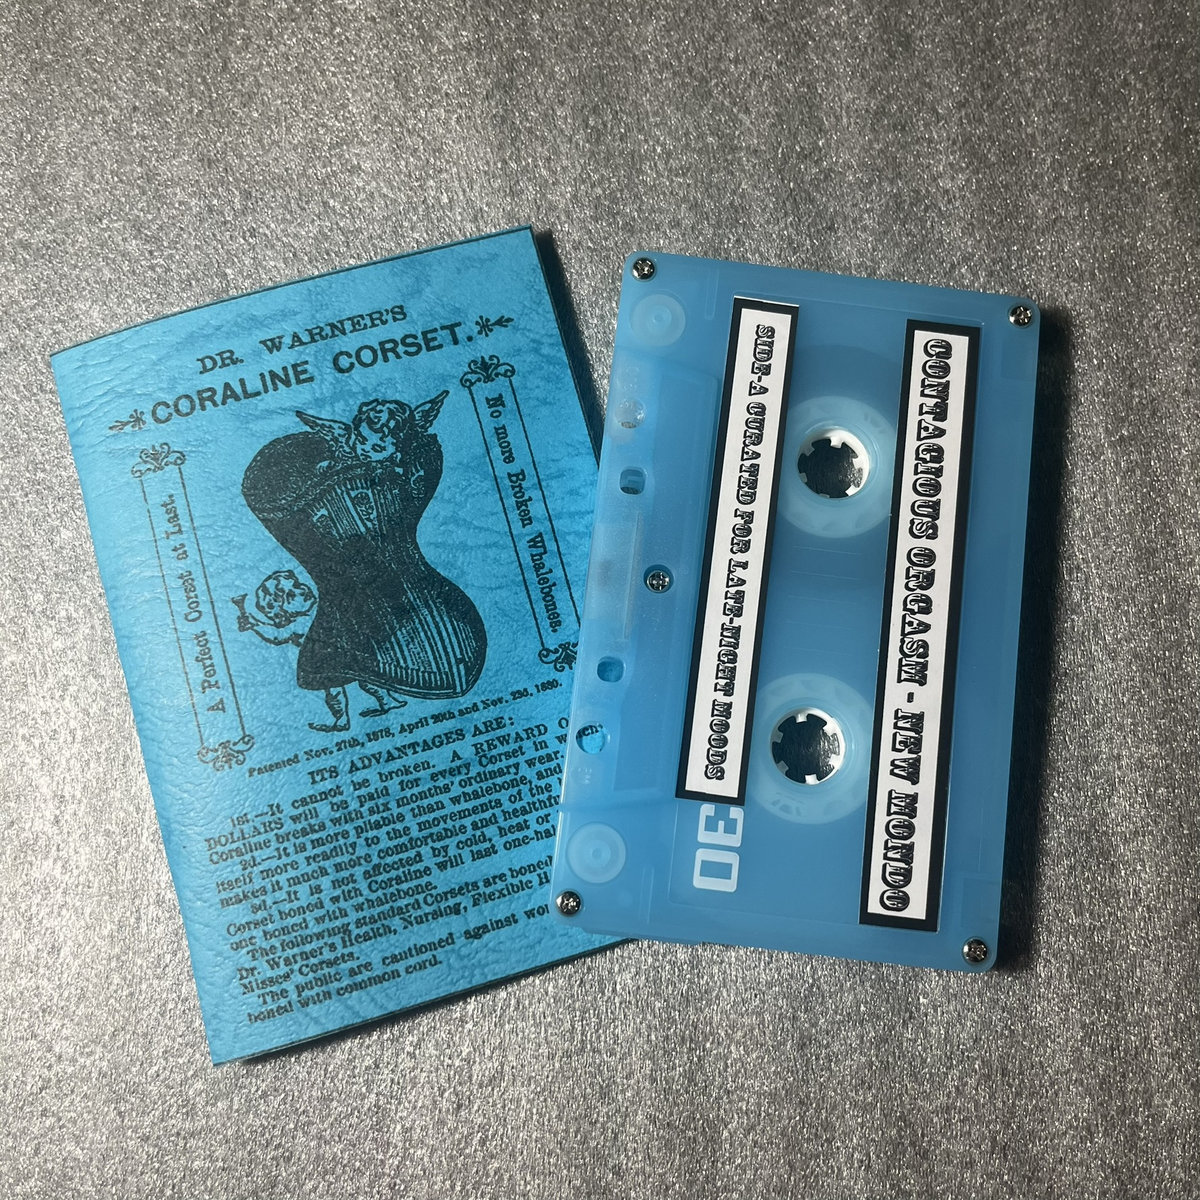 DR. WARNER'S
CORALINE CORSET.
A Perfect Corset at Last.
No more Broken Whalebones.
Patented Nov. 27th, 1878, April 20th and Nov. 23d, 1880.
ITS ADVANTAGES ARE:
1st.—It cannot be broken. A REWARD O
DOLLARS will be paid for every Corset in
Coraline breaks with six months' ordinary wear.
2d.—It is more pliable than whalebone, and
itself more readily to the movements of the
makes it much more comfortable and healthfu
3d.—It is not affected by cold, heat or
Corset boned with Coraline will last one-hal
one boned with whalebone.
The following standard Corsets are boned
Dr. Warner's Health, Nursing, Flexible Hi
Misses' Corsets.
The public are cautioned against wo
boned with common cord.
CONTAGIOUS ORGASM - NEW MONDO
SIDE-A CURATED FOR LATE-NIGHT MOODS
30